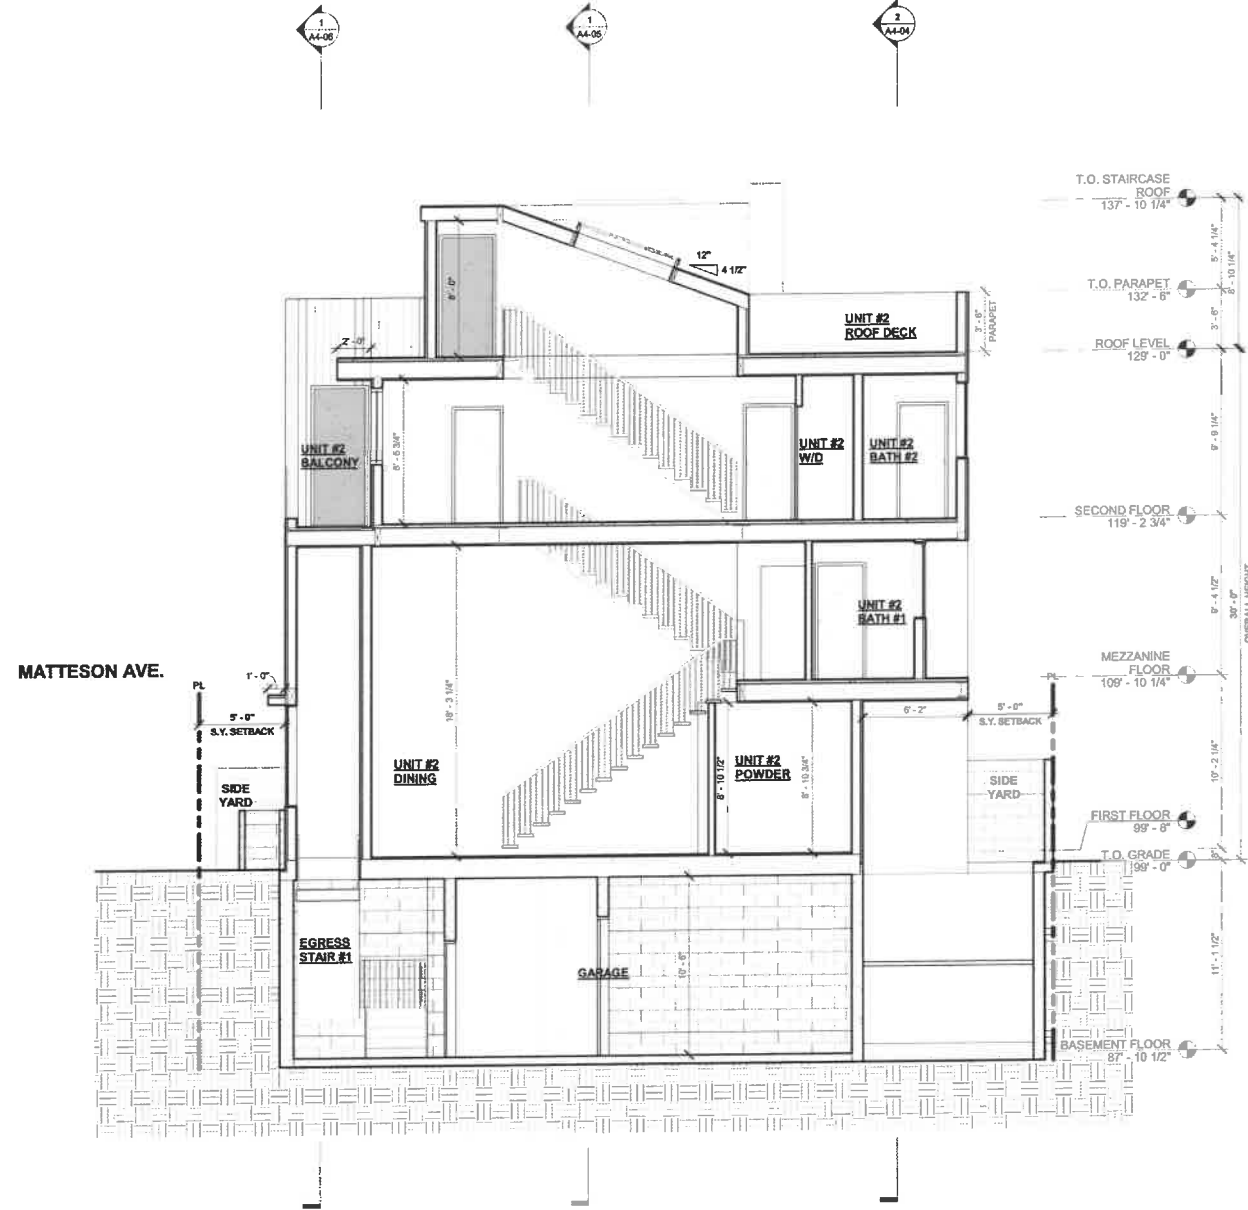 1
A4-06
1
A4-05
2
A4-04
T.O. STAIRCASE
ROOF
137' - 10 1/4"
5' - 4 1/4"
8' - 10 1/4"
12"
4 1/2"
8' - 0"
T.O. PARAPET
132' - 6"
3' - 6"
3' - 6"
PARAPET
UNIT #2
ROOF DECK
2' - 0"
ROOF LEVEL
129' - 0"
UNIT #2
BALCONY
8' - 6 3/4"
UNIT #2
W/D
UNIT #2
BATH #2
9' - 9 1/4"
SECOND FLOOR
119' - 2 3/4"
UNIT #2
BATH #1
9' - 4 1/2"
30' - 0"
OVERALL HEIGHT
MATTESON AVE.
1' - 0"
PL
MEZZANINE
FLOOR
109' - 10 1/4"
PL
5' - 0"
S.Y. SETBACK
18' - 3 1/4"
6' - 2"
5' - 0"
S.Y. SETBACK
UNIT #2
DINING
8' - 10 1/2"
UNIT #2
POWDER
8' - 10 3/4"
10' - 2 1/4"
SIDE
YARD
SIDE
YARD
FIRST FLOOR
99' - 8"
8"
T.O. GRADE
99' - 0"
EGRESS
STAIR #1
GARAGE
10' - 6"
11' - 1 1/2"
BASEMENT FLOOR
87' - 10 1/2"